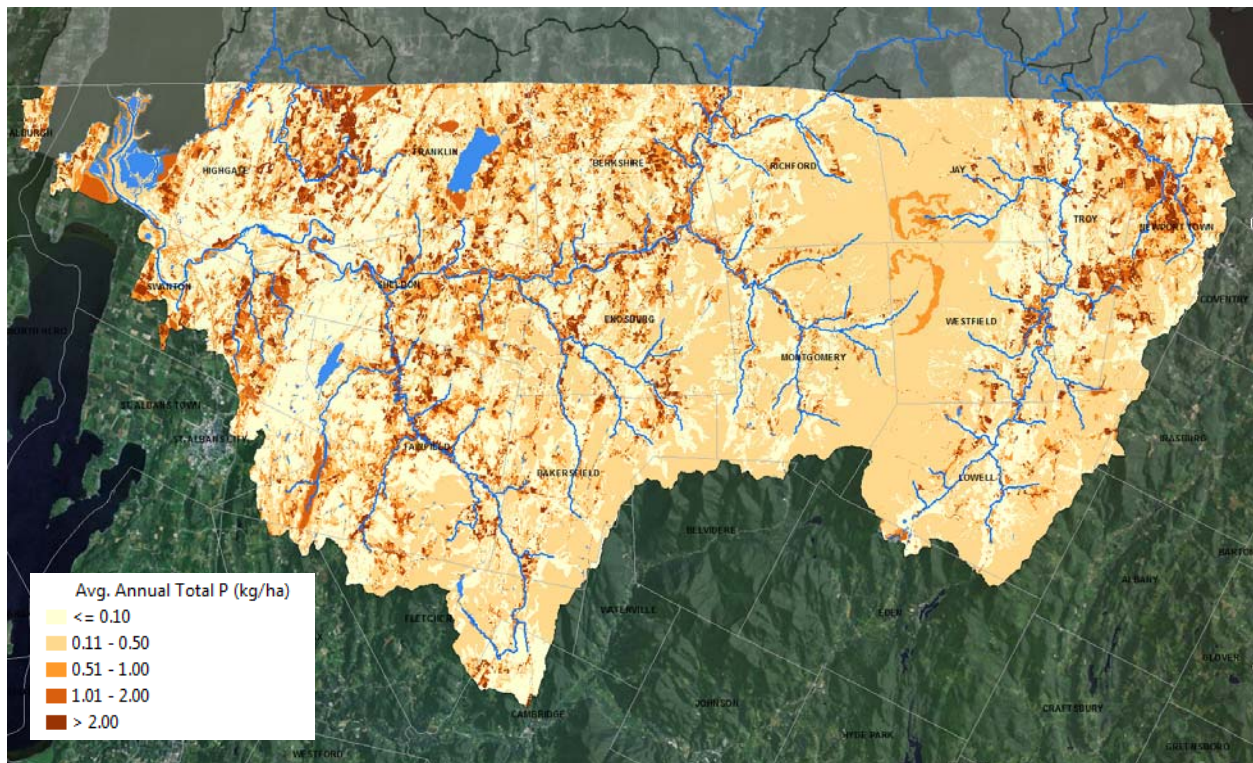 ALBURGH
HIGHGATE
FRANKLIN
BERKSHIRE
RICHFORD
JAY
TROY
NEWPORT TOWN
SWANTON
SHELDON
ENOSBURG
WESTFIELD
COVENTRY
NORTH HERO
MONTGOMERY
ST. ALBANS TOWN
ST. ALBANS CITY
FAIRFIELD
BAKERSFIELD
LOWELL
IRASBURG
BELVIDERE
BARTON
ALBANY
WATERVILLE
EDEN
FLETCHER
GLOVER
JOHNSON
CRAFTSBURY
CAMBRIDGE
HYDE PARK
GREENSBORO
WESTFORD
Avg. Annual Total P (kg/ha)
<= 0.10
0.11 - 0.50
0.51 - 1.00
1.01 - 2.00
> 2.00